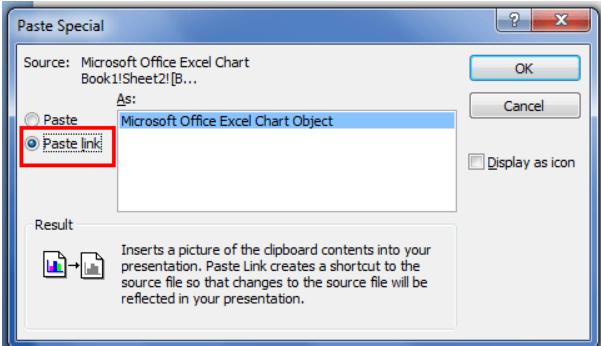 Paste Special
Source: Microsoft Office Excel Chart
Book1!Sheet2![B...
As:
Paste
Paste link
Microsoft Office Excel Chart Object
OK
Cancel
Display as icon
Result
Inserts a picture of the clipboard contents into your
presentation. Paste Link creates a shortcut to the
source file so that changes to the source file will be
reflected in your presentation.